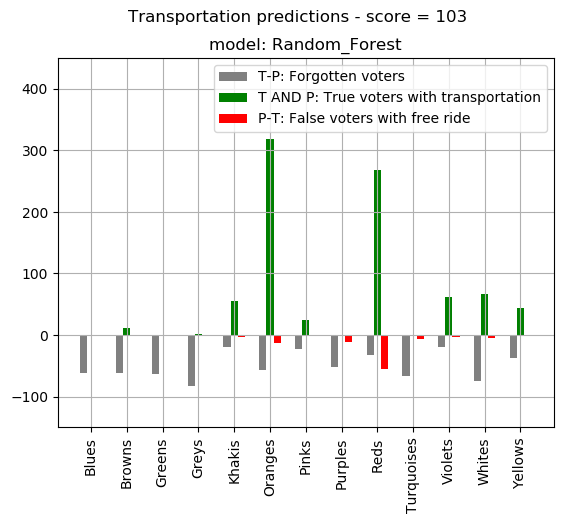 Transportation predictions - score = 103
model: Random_Forest
T-P: Forgotten voters
T AND P: True voters with transportation
P-T: False voters with free ride
400
300
200
100
0
−100
Blues
Browns
Greens
Greys
Khakis
Oranges
Pinks
Purples
Reds
Turquoises
Violets
Whites
Yellows